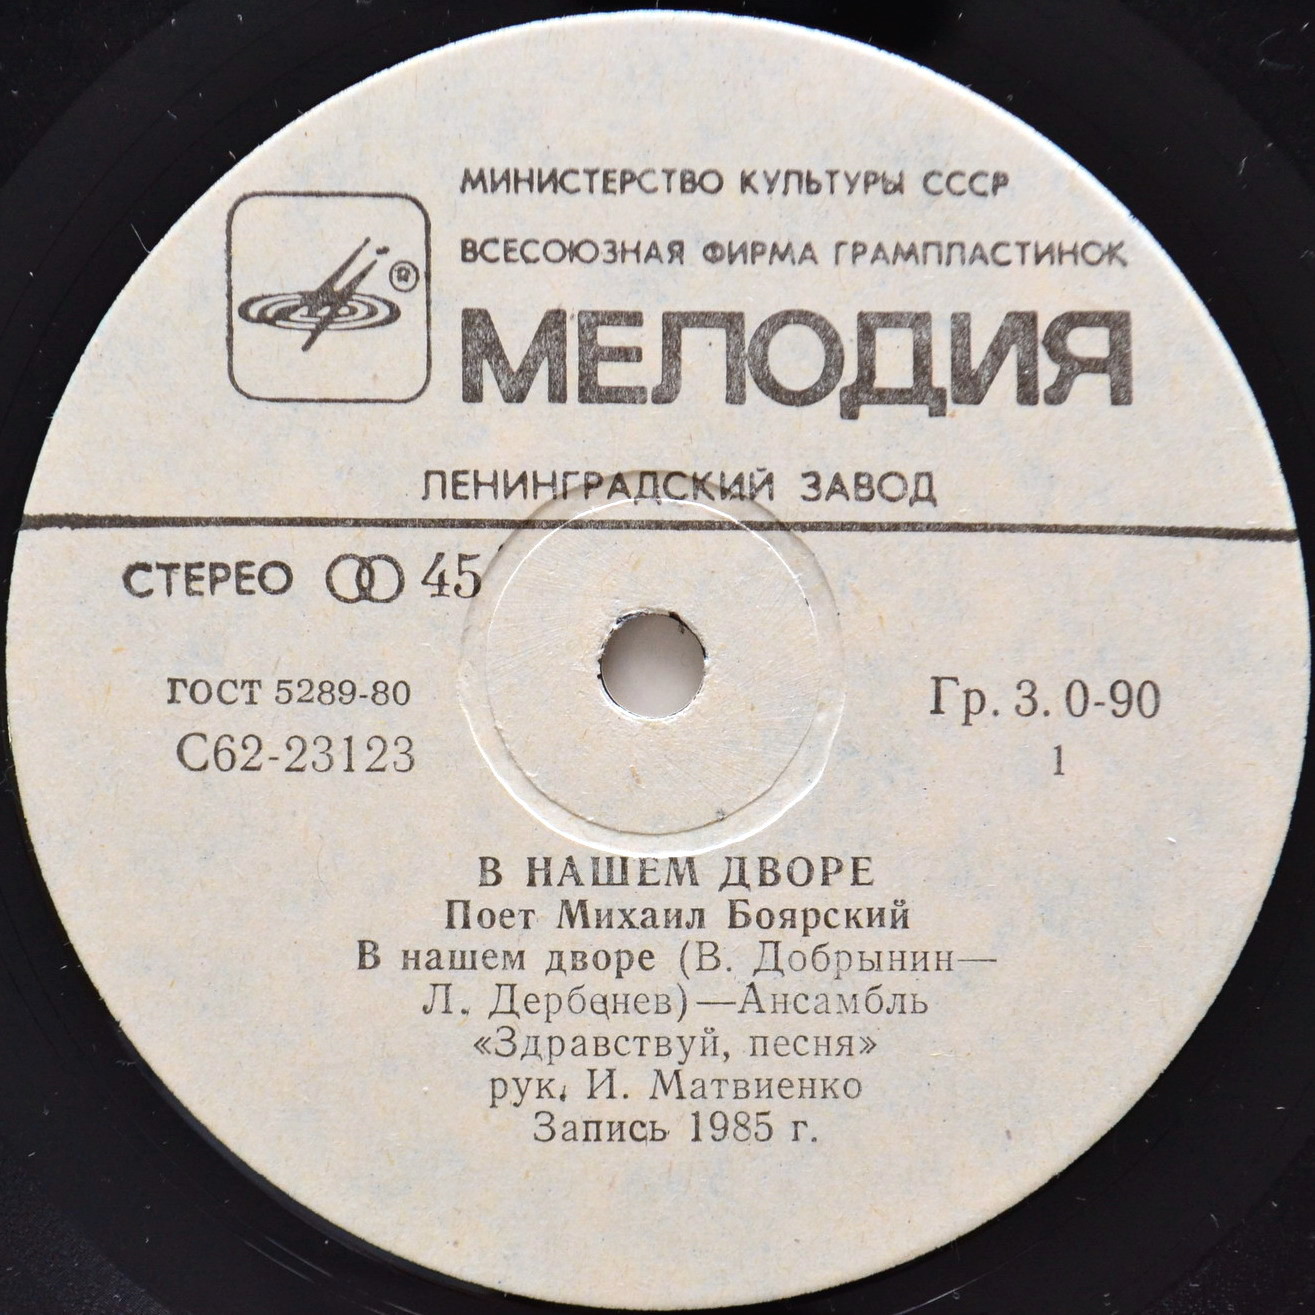 МИНИСТЕРСТВО КУЛЬТУРЫ СССР
ВСЕСОЮЗНАЯ ФИРМА ГРАМПЛАСТИНОК
®
МЕЛОДИЯ
ЛЕНИНГРАДСКИЙ ЗАВОД
СТЕРЕО 45
ГОСТ 5289-80
С62-23123
Гр. 3. 0-90
1
В НАШЕМ ДВОРЕ
Поет Михаил Боярский
В нашем дворе (В. Добрынин—
Л. Дербенев)—Ансамбль
«Здравствуй, песня»
рук. И. Матвиенко
Запись 1985 г.